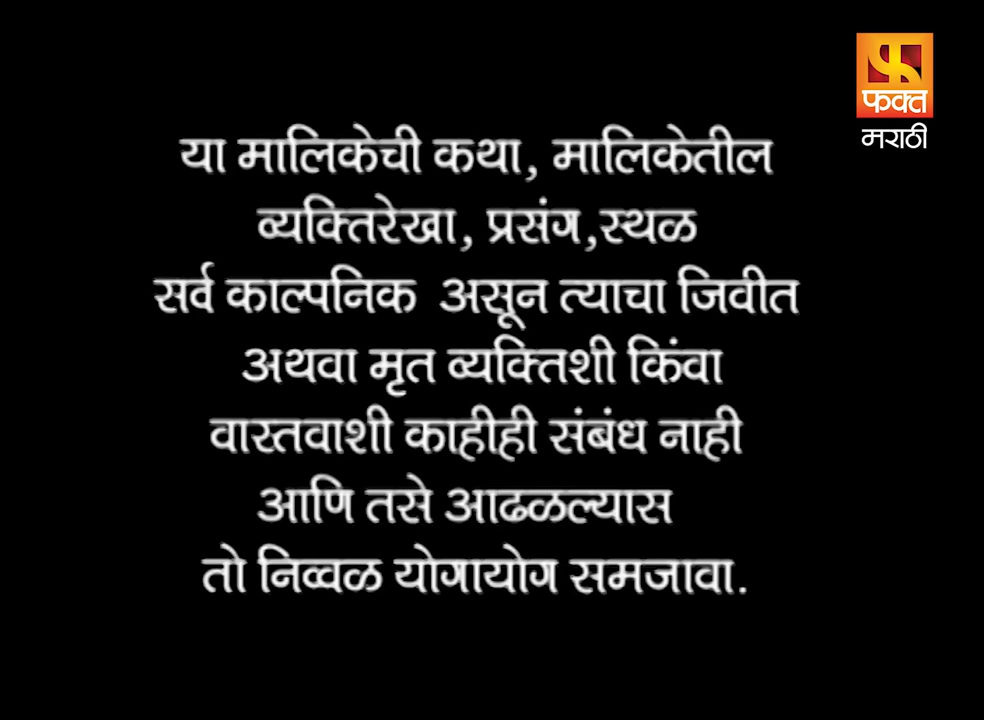 फक्त
मराठी
या मालिकेची कथा, मालिकेतील
व्यक्तिरेखा, प्रसंग,स्थळ
सर्व काल्पनिक असून त्याचा जिवीत
अथवा मृत व्यक्तिशी किंवा
वास्तवाशी काहीही संबंध नाही
आणि तसे आढळल्यास
तो निव्वळ योगायोग समजावा.